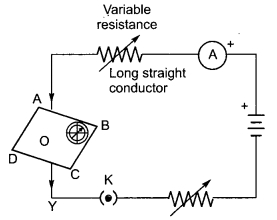 Variable
resistance
+
A
Long straight
conductor
A
B
+
O
D
C
K
Y